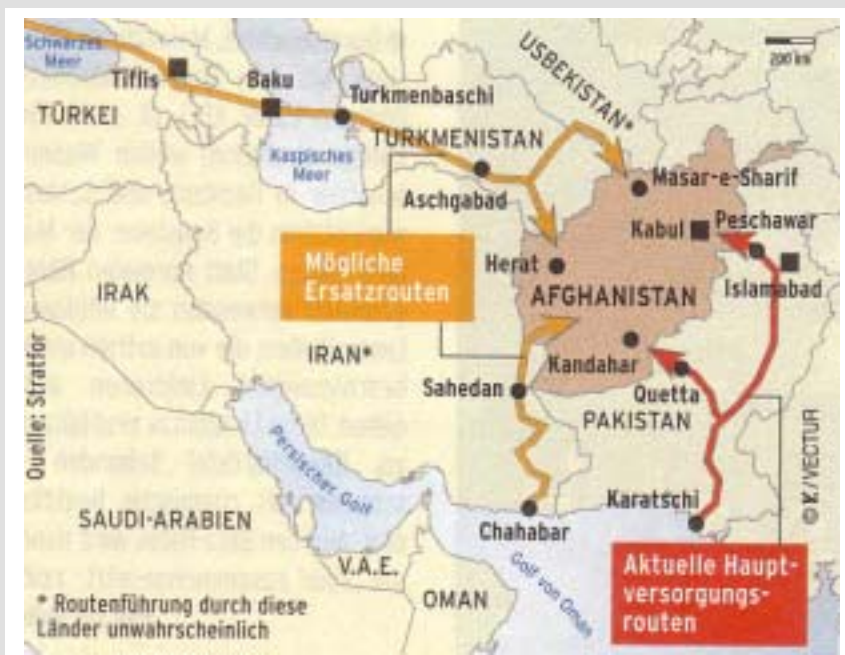 Schwarzes
Meer
Tiflis
Baku
Turkmenbaschi
USBEKISTAN*
200 km
TÜRKEI
TURKMENISTAN
Kaspisches
Meer
Aschgabad
Masar-e-Sharif
Kabul
Peschawar
Islamabad
Mögliche
Ersatzrouten
Herat
AFGHANISTAN
IRAK
IRAN*
Kandahar
Sahedan
Quetta
PAKISTAN
Quelle: Stratfor
Persischer Golf
SAUDI-ARABIEN
Chahabar
Karatschi
V.A.E.
OMAN
Golf von Oman
Aktuelle Haupt-
versorgungs-
routen
* Routenführung durch diese
Länder unwahrscheinlich